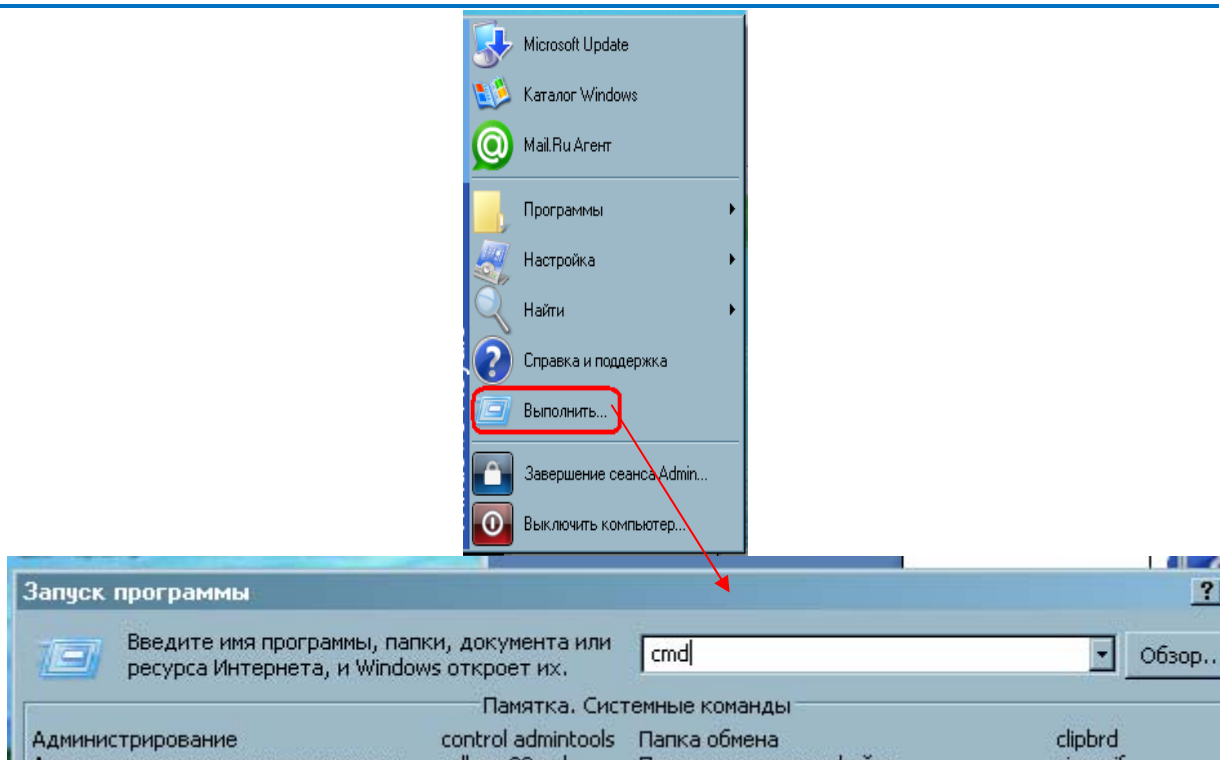 Microsoft Update
Каталог Windows
Mail.Ru Агент
Программы
Настройка
Найти
Справка и поддержка
Выполнить...
Завершение сеанса Admin...
Выключить компьютер...
Запуск программы
?
Введите имя программы, папки, документа или
ресурса Интернета, и Windows откроет их.
cmd
Обзор..
Памятка. Системные команды
Администрирование control admintools Папка обмена clipbrd